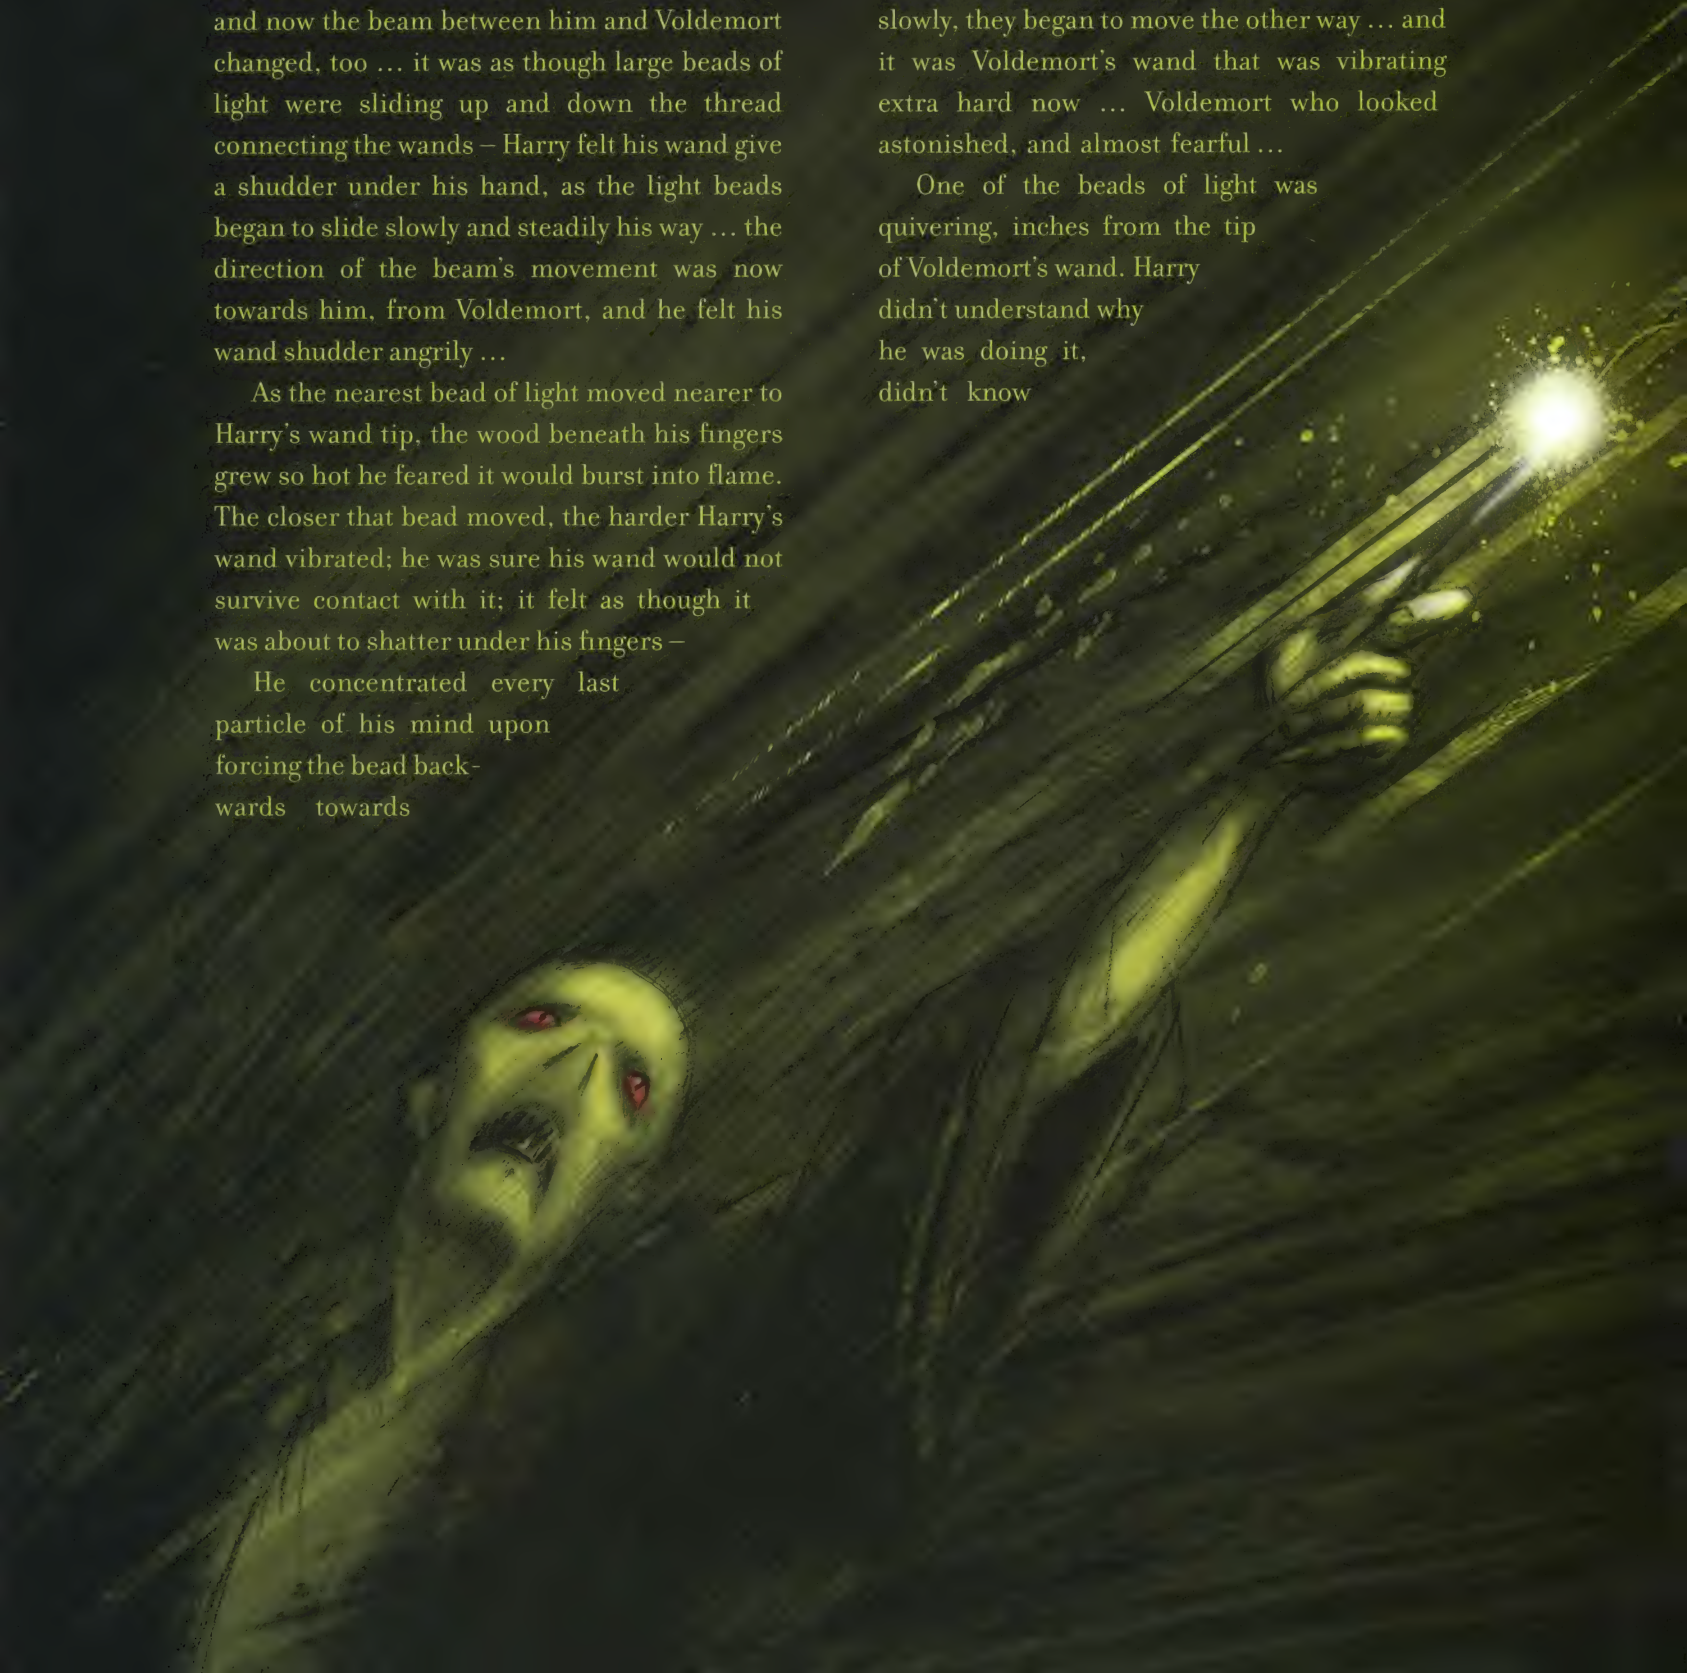 and now the beam between him and Voldemort
changed, too … it was as though large beads of
light were sliding up and down the thread
connecting the wands – Harry felt his wand give
a shudder under his hand, as the light beads
began to slide slowly and steadily his way … the
direction of the beam’s movement was now
towards him, from Voldemort, and he felt his
wand shudder angrily …
As the nearest bead of light moved nearer to
Harry’s wand tip, the wood beneath his fingers
grew so hot he feared it would burst into flame.
The closer that bead moved, the harder Harry’s
wand vibrated; he was sure his wand would not
survive contact with it; it felt as though it
was about to shatter under his fingers –
He concentrated every last
particle of his mind upon
forcing the bead back-
wards towards
slowly, they began to move the other way … and
it was Voldemort’s wand that was vibrating
extra hard now … Voldemort who looked
astonished, and almost fearful …
One of the beads of light was
quivering, inches from the tip
of Voldemort’s wand. Harry
didn’t understand why
he was doing it,
didn’t know